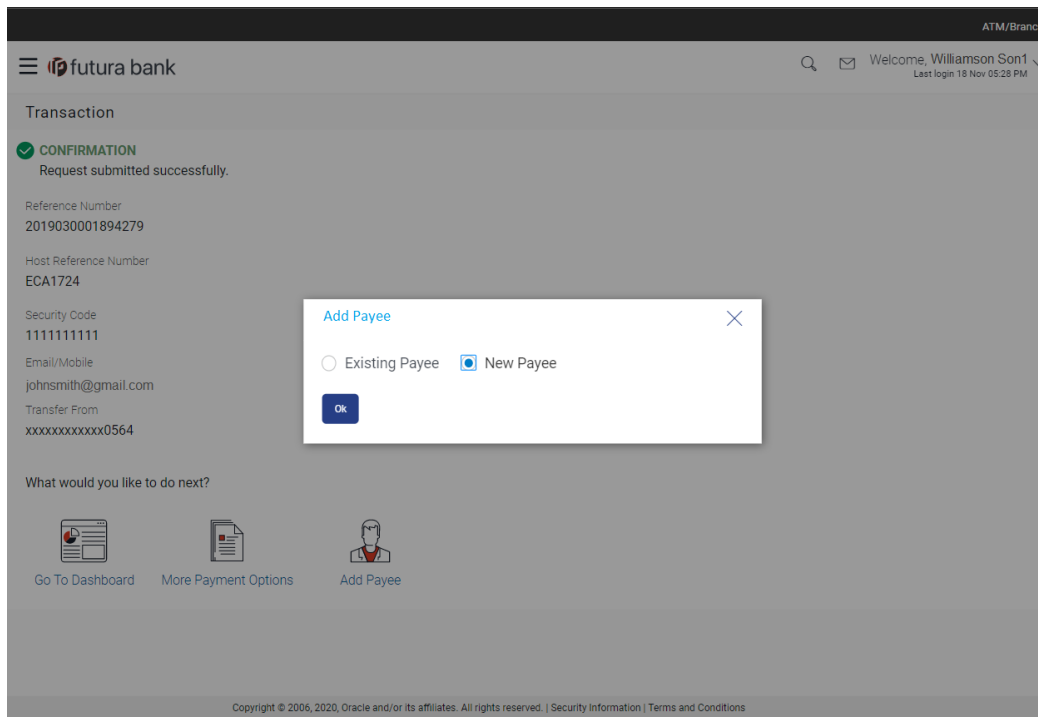 ATM/Branc
futura bank
Welcome, Williamson Son1
Last login 18 Nov 05:28 PM
Transaction
CONFIRMATION
Request submitted successfully.
Reference Number
2019030001894279
Host Reference Number
ECA1724
Security Code
1111111111
Email/Mobile
johnsmith@gmail.com
Transfer From
xxxxxxxxxxxx0564
Add Payee
Existing Payee New Payee
Ok
What would you like to do next?
Go To Dashboard More Payment Options Add Payee
Copyright © 2006, 2020, Oracle and/or its affiliates. All rights reserved. | Security Information | Terms and Conditions